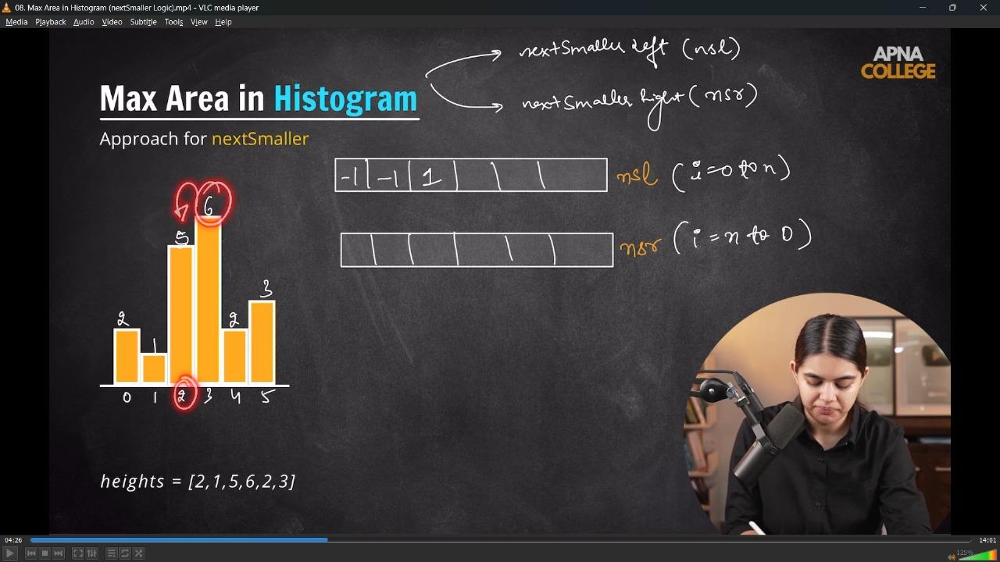 08. Max Area in Histogram (nextSmaller Logic).mp4 - VLC media player
Media Playback Audio Video Subtitle Tools View Help
nextSmaller Left (nsl)
APNA
COLLEGE
Max Area in Histogram
nextSmaller Right (nsr)
Approach for nextSmaller
-1 -1 1 nsl (i=0 to n)
nsr (i=n to 0)
6
5
3
2 1 2
0 1 2 3 4 5
heights = [2,1,5,6,2,3]
04:26 14:01
125%